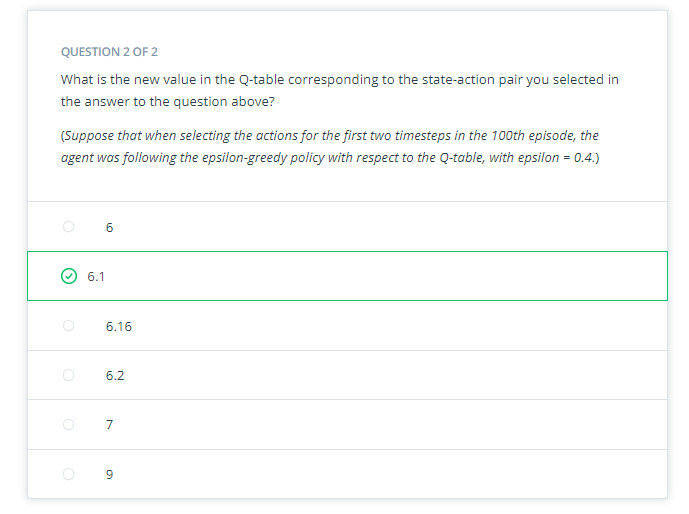 QUESTION 2 OF 2
What is the new value in the Q-table corresponding to the state-action pair you selected in
the answer to the question above?
(Suppose that when selecting the actions for the first two timesteps in the 100th episode, the
agent was following the epsilon-greedy policy with respect to the Q-table, with epsilon = 0.4.)
6
6.1
6.16
6.2
7
9